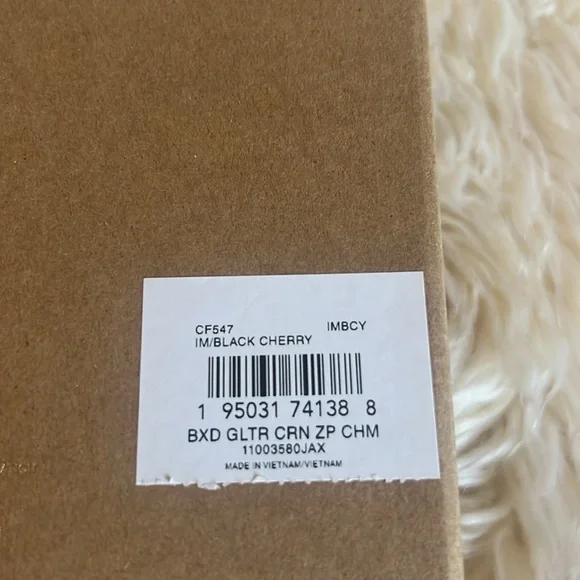 CF547 IMBCY
IM/BLACK CHERRY
1 95031 74138 8
BXD GLTR CRN ZP CHM
11003580JAX
MADE IN VIETNAM/VIETNAM